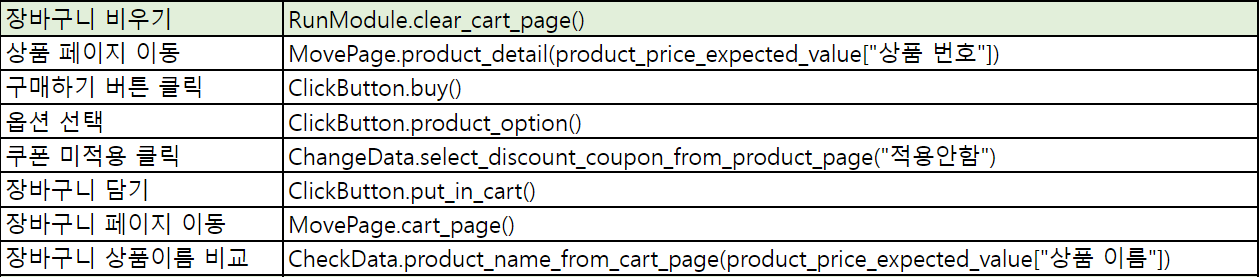 장바구니 비우기 RunModule.clear_cart_page()
상품 페이지 이동 MovePage.product_detail(product_price_expected_value["상품 번호"])
구매하기 버튼 클릭 ClickButton.buy()
옵션 선택 ClickButton.product_option()
쿠폰 미적용 클릭 ChangeData.select_discount_coupon_from_product_page("적용안함")
장바구니 담기 ClickButton.put_in_cart()
장바구니 페이지 이동 MovePage.cart_page()
장바구니 상품이름 비교 CheckData.product_name_from_cart_page(product_price_expected_value["상품 이름"])